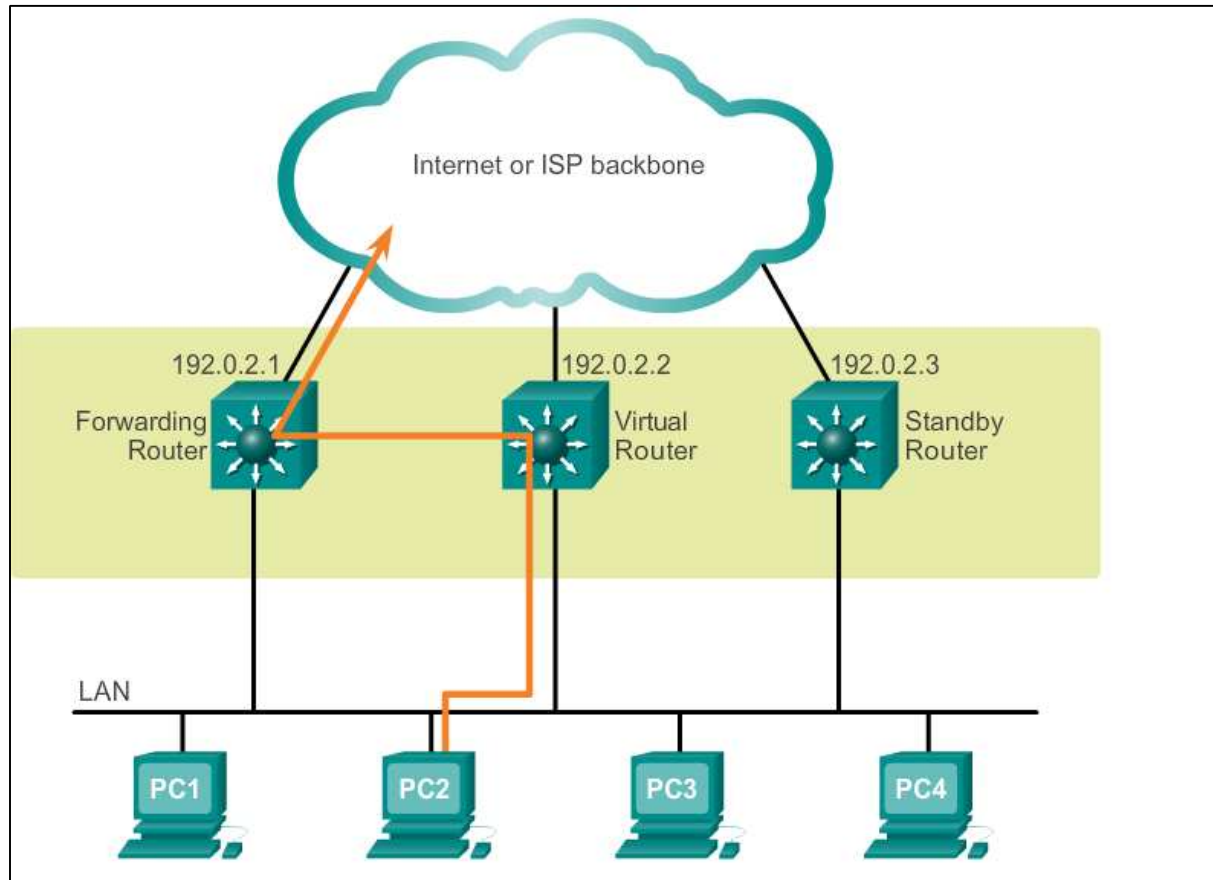 Internet or ISP backbone
192.0.2.1
192.0.2.2
192.0.2.3
Forwarding
Router
Virtual
Router
Standby
Router
LAN
PC1
PC2
PC3
PC4